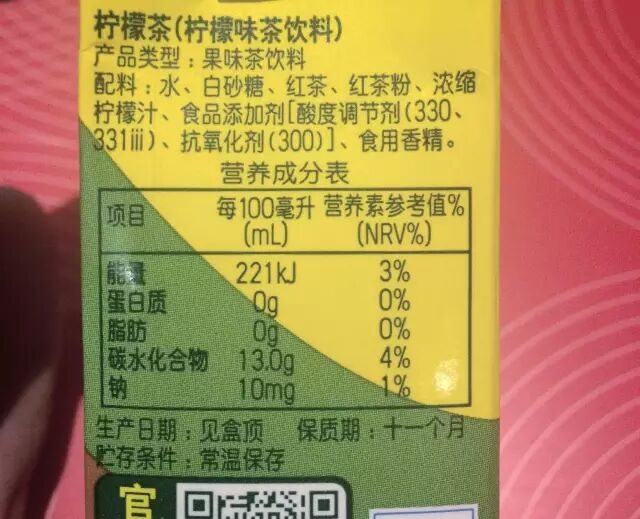 柠檬茶(柠檬味茶饮料)
产品类型：果味茶饮料
配料：水、白砂糖、红茶、红茶粉、浓缩
柠檬汁、食品添加剂[酸度调节剂(330、
331iii)、抗氧化剂(300)]、食用香精。
营养成分表
项目 每100毫升(mL) 营养素参考值%(NRV%)
能量 221kJ 3%
蛋白质 0g 0%
脂肪 0g 0%
碳水化合物 13.0g 4%
钠 10mg 1%
生产日期：见盒顶 保质期：十一个月
贮存条件：常温保存
官